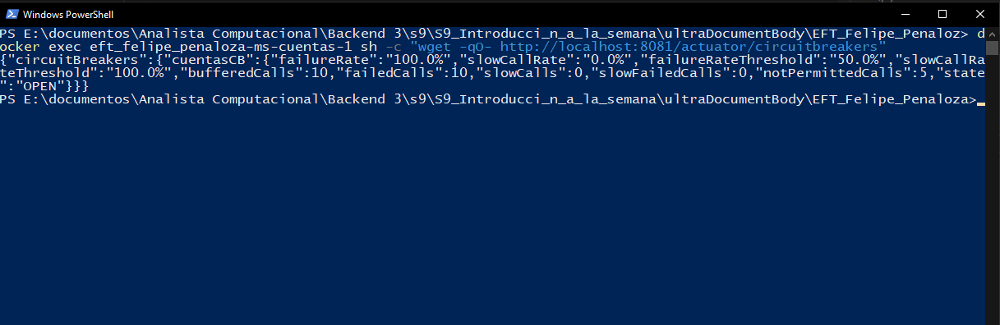 Windows PowerShell
PS E:\documentos\Analista Computacional\Backend 3\s9\S9_Introducci_n_a_la_semana\ultraDocumentBody\EFT_Felipe_Penaloz> d
ocker exec eft_felipe_penaloza-ms-cuentas-1 sh -c "wget -qO- http://localhost:8081/actuator/circuitbreakers"
{"circuitBreakers":{"cuentasCB":{"failureRate":"100.0%","slowCallRate":"0.0%","failureRateThreshold":"50.0%","slowCallRa
teThreshold":"100.0%","bufferedCalls":10,"failedCalls":10,"slowCalls":0,"slowFailedCalls":0,"notPermittedCalls":5,"state
":"OPEN"}}}
PS E:\documentos\Analista Computacional\Backend 3\s9\S9_Introducci_n_a_la_semana\ultraDocumentBody\EFT_Felipe_Penaloza>